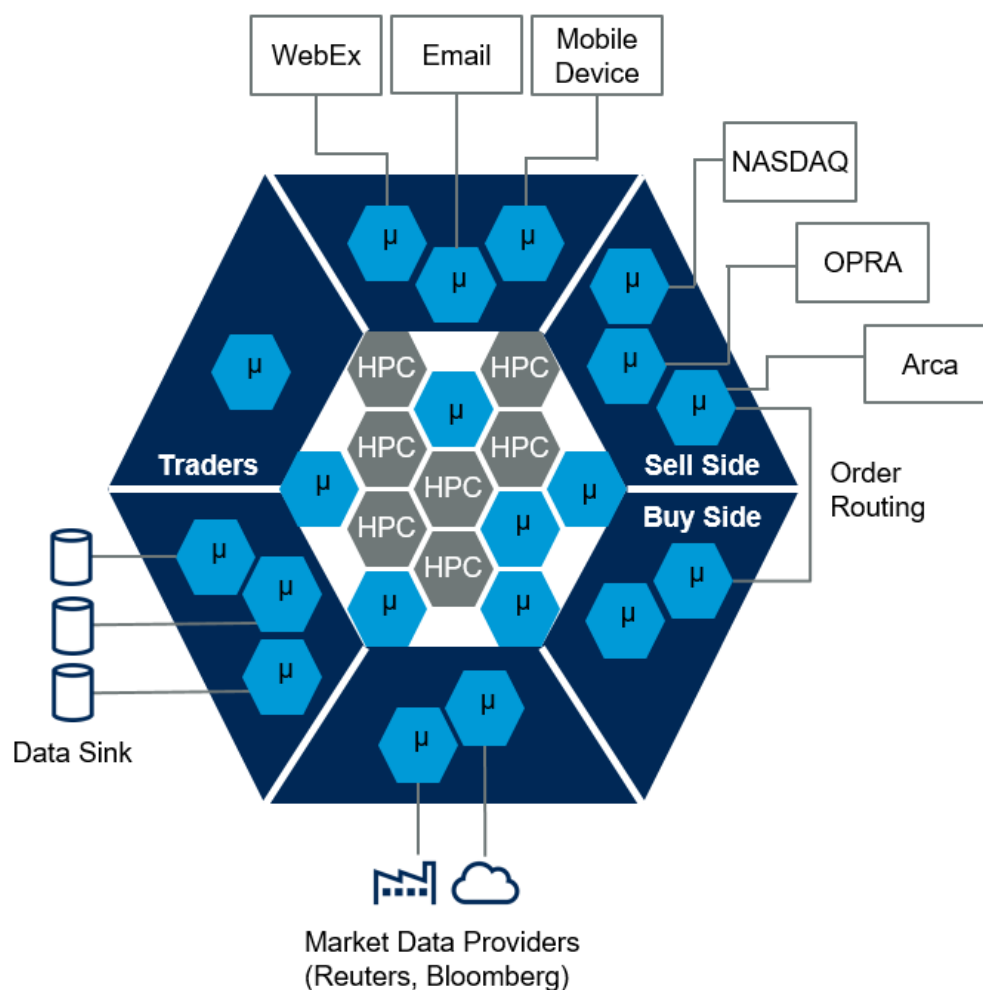 WebEx
Email
Mobile
Device
NASDAQ
OPRA
Arca
μ
μ
μ
μ
μ
μ
μ
HPC
HPC
μ
HPC
HPC
Traders
Sell Side
Order
Routing
μ
HPC
μ
Buy Side
HPC
μ
μ
HPC
μ
μ
μ
μ
μ
μ
μ
μ
μ
Data Sink
Market Data Providers
(Reuters, Bloomberg)